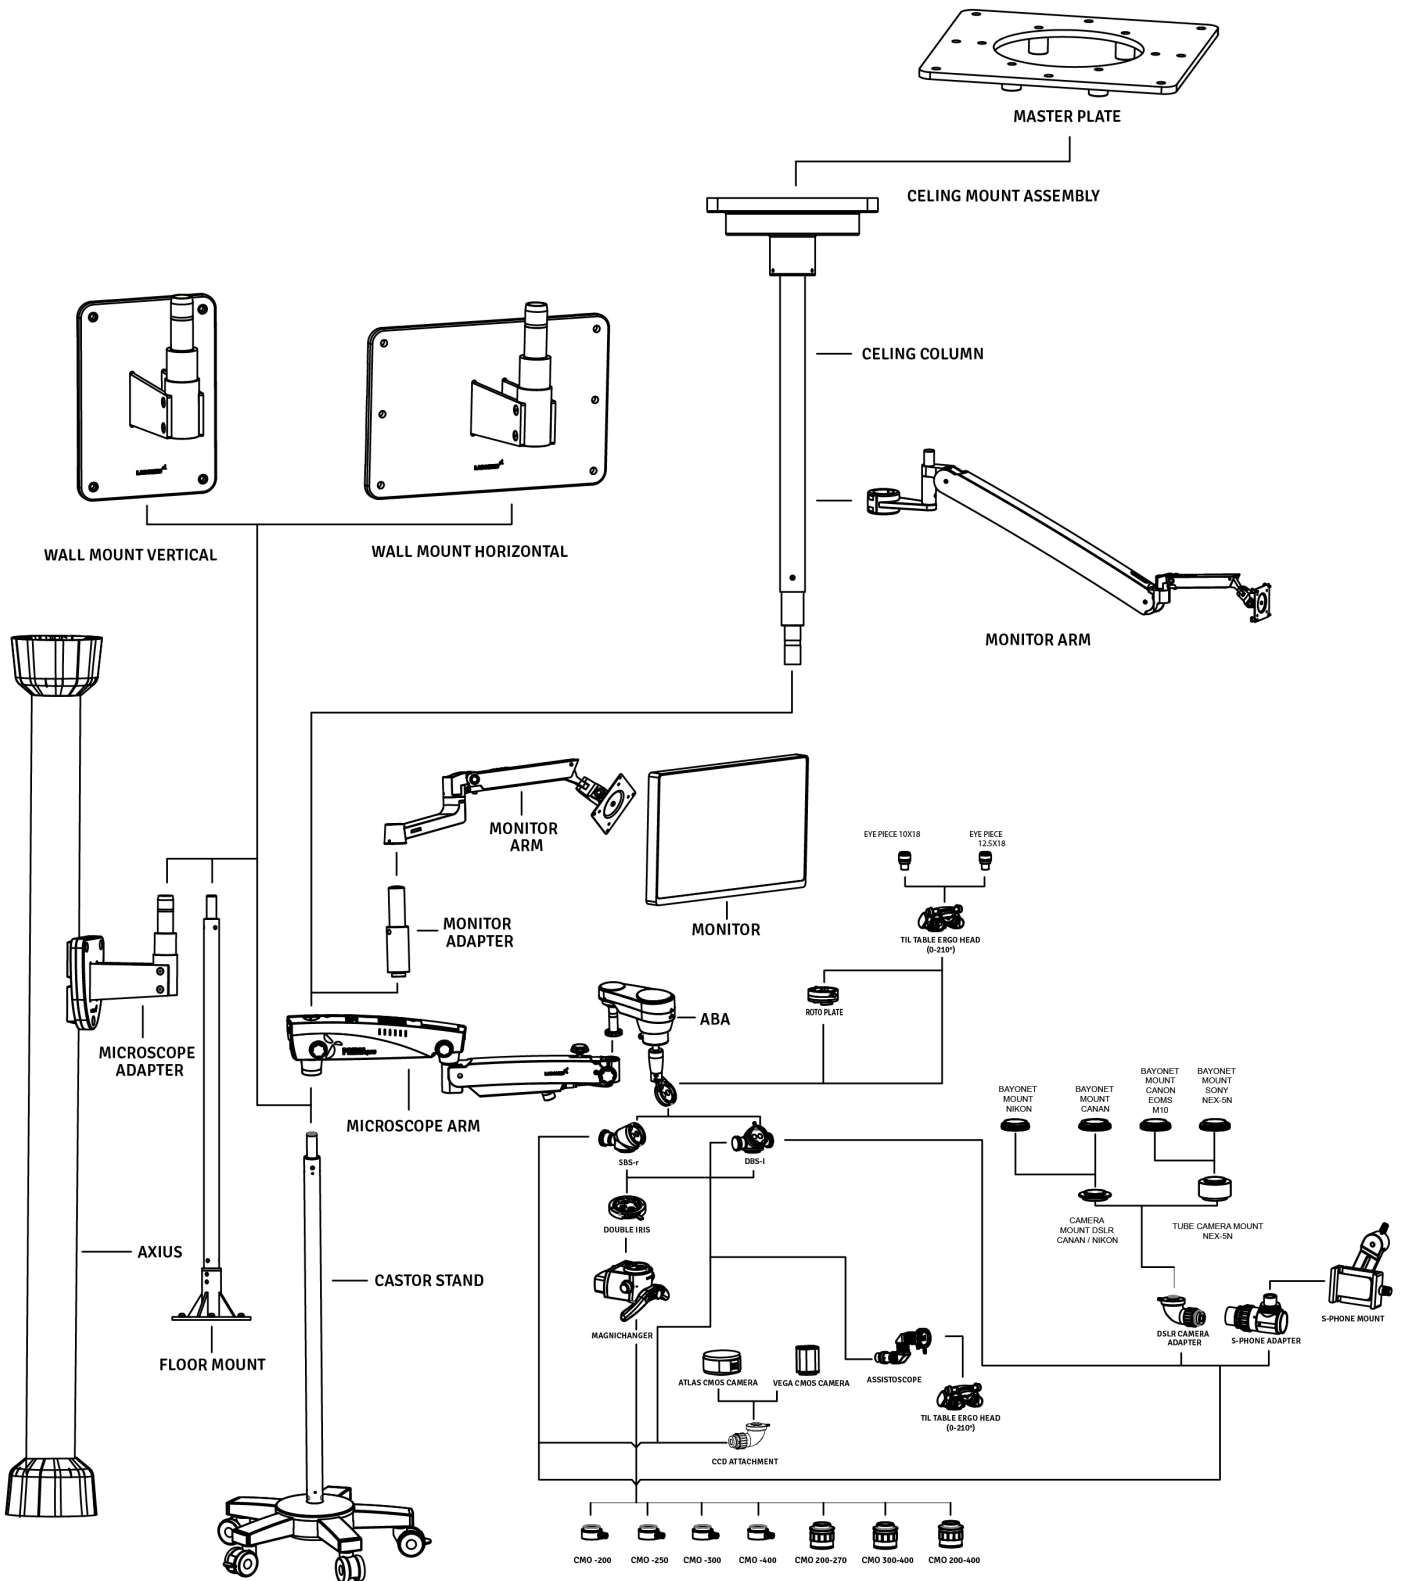 MASTER PLATE
CELING MOUNT ASSEMBLY
CELING COLUMN
WALL MOUNT VERTICAL
WALL MOUNT HORIZONTAL
MONITOR ARM
MONITOR
ARM
MONITOR
ADAPTER
MONITOR
EYE PIECE 10X18
EYE PIECE
12.5X18
TIL TABLE ERGO HEAD
(0-210°)
ROTO PLATE
ABA
MICROSCOPE
ADAPTER
MICROSCOPE ARM
BAYONET
MOUNT
NIKON
BAYONET
MOUNT
CANAN
BAYONET
MOUNT
CANON
EOMS
M10
BAYONET
MOUNT
SONY
NEX-5N
SBS-r
DBS-l
DOUBLE IRIS
CAMERA
MOUNT DSLR
CANAN / NIKON
TUBE CAMERA MOUNT
NEX-5N
AXIUS
CASTOR STAND
MAGNICHANGER
DSLR CAMERA
ADAPTER
S-PHONE ADAPTER
S-PHONE MOUNT
FLOOR MOUNT
ATLAS CMOS CAMERA
VEGA CMOS CAMERA
ASSISTOSCOPE
TIL TABLE ERGO HEAD
(0-210°)
CCD ATTACHMENT
CMO -200
CMO -250
CMO -300
CMO -400
CMO 200-270
CMO 300-400
CMO 200-400